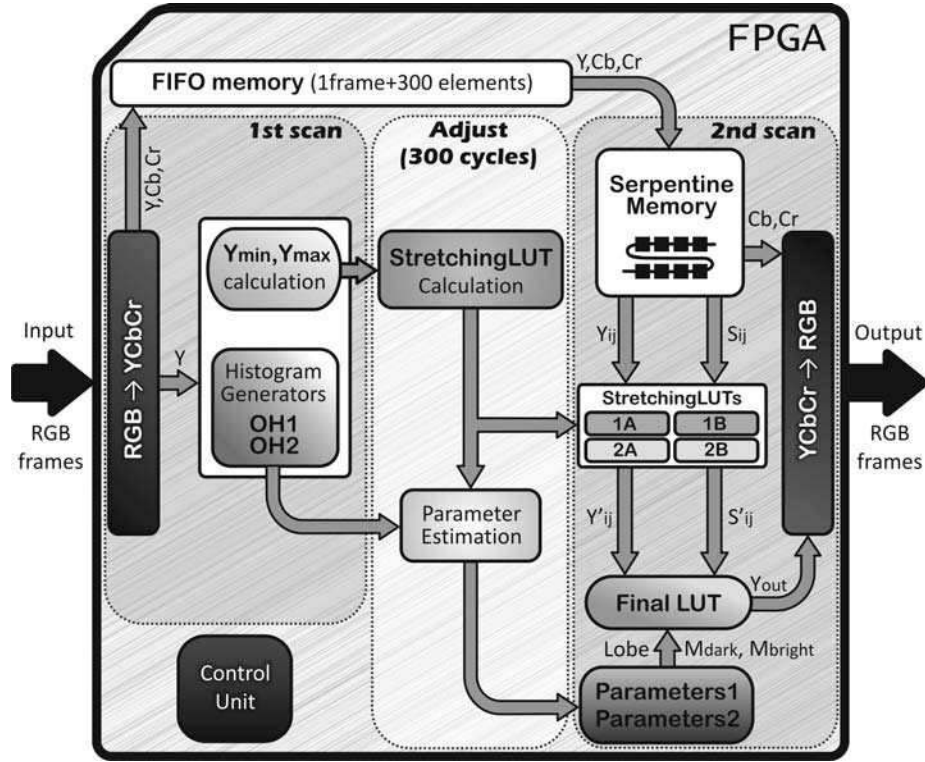 FPGA
Y,Cb,Cr
FIFO memory (1frame+300 elements)
1st scan
Adjust
(300 cycles)
2nd scan
Y,Cb,Cr
Serpentine
Memory
Cb,Cr
Ymin,Ymax
calculation
StretchingLUT
Calculation
Input
RGB
frames
RGB → YCbCr
Y
Yij
Sij
Output
RGB
frames
YCbCr → RGB
Histogram
Generators
OH1
OH2
StretchingLUTs
1A
1B
2A
2B
Parameter
Estimation
Y'ij
S'ij
Yout
Final LUT
Lobe
Mdark, Mbright
Control
Unit
Parameters1
Parameters2